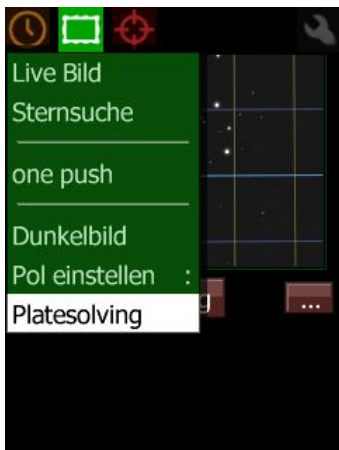 Live Bild
Sternsuche
one push
Dunkelbild
Pol einstellen :
Platesolving
g
...